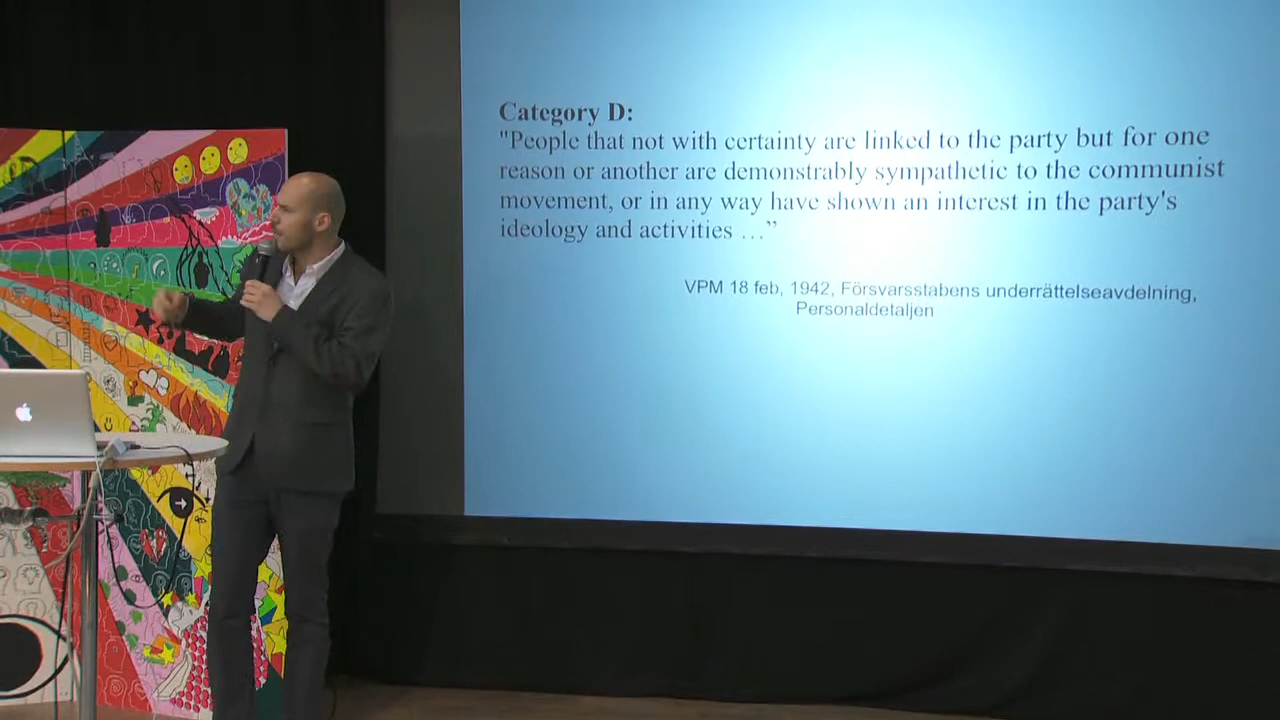 Category D:
"People that not with certainty are linked to the party but for one
reason or another are demonstrably sympathetic to the communist
movement, or in any way have shown an interest in the party's
ideology and activities …”
VPM 18 feb, 1942, Försvarsstabens underrättelseavdelning,
Personaldetaljen